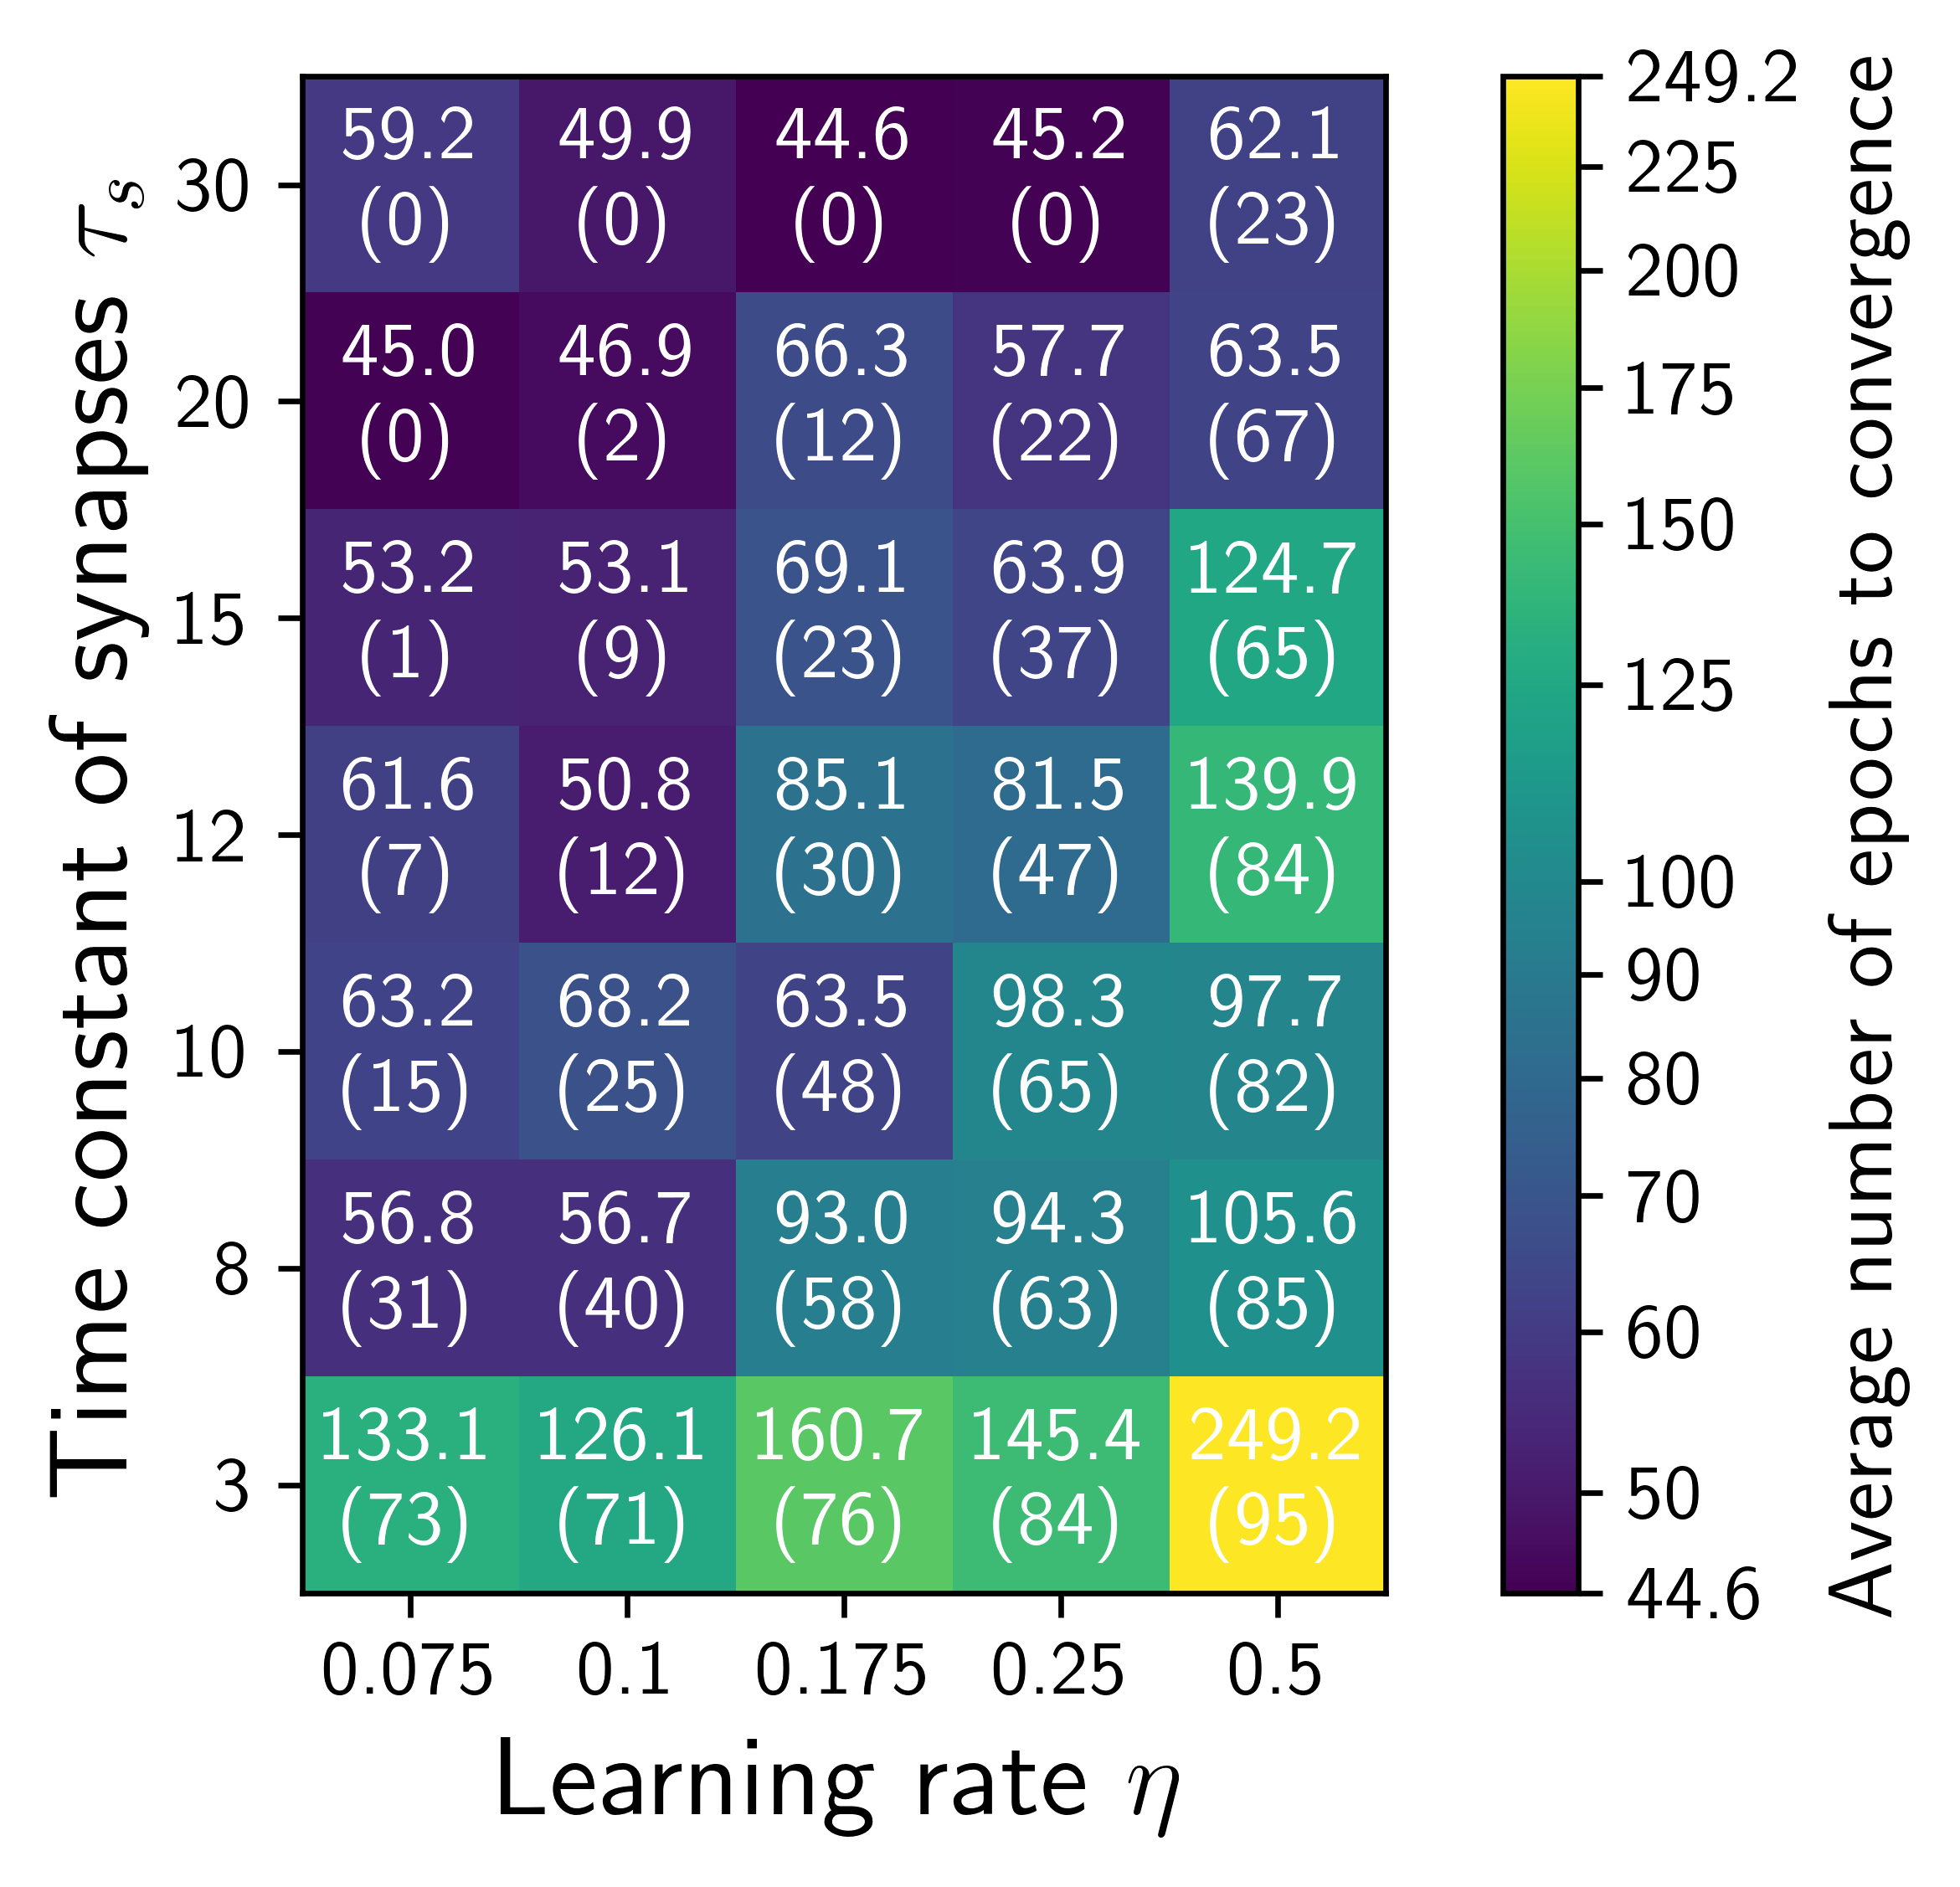 59.2 49.9 44.6 45.2 62.1
(0) (0) (0) (0) (23)
45.0 46.9 66.3 57.7 63.5
(0) (2) (12) (22) (67)
53.2 53.1 69.1 63.9 124.7
(1) (9) (23) (37) (65)
61.6 50.8 85.1 81.5 139.9
(7) (12) (30) (47) (84)
63.2 68.2 63.5 98.3 97.7
(15) (25) (48) (65) (82)
56.8 56.7 93.0 94.3 105.6
(31) (40) (58) (63) (85)
133.1 126.1 160.7 145.4 249.2
(73) (71) (76) (84) (95)
30
20
15
12
10
8
3
Time constant of synapses τs
0.075 0.1 0.175 0.25 0.5
Learning rate η
249.2
225
200
175
150
125
100
90
80
70
60
50
44.6
Average number of epochs to convergence